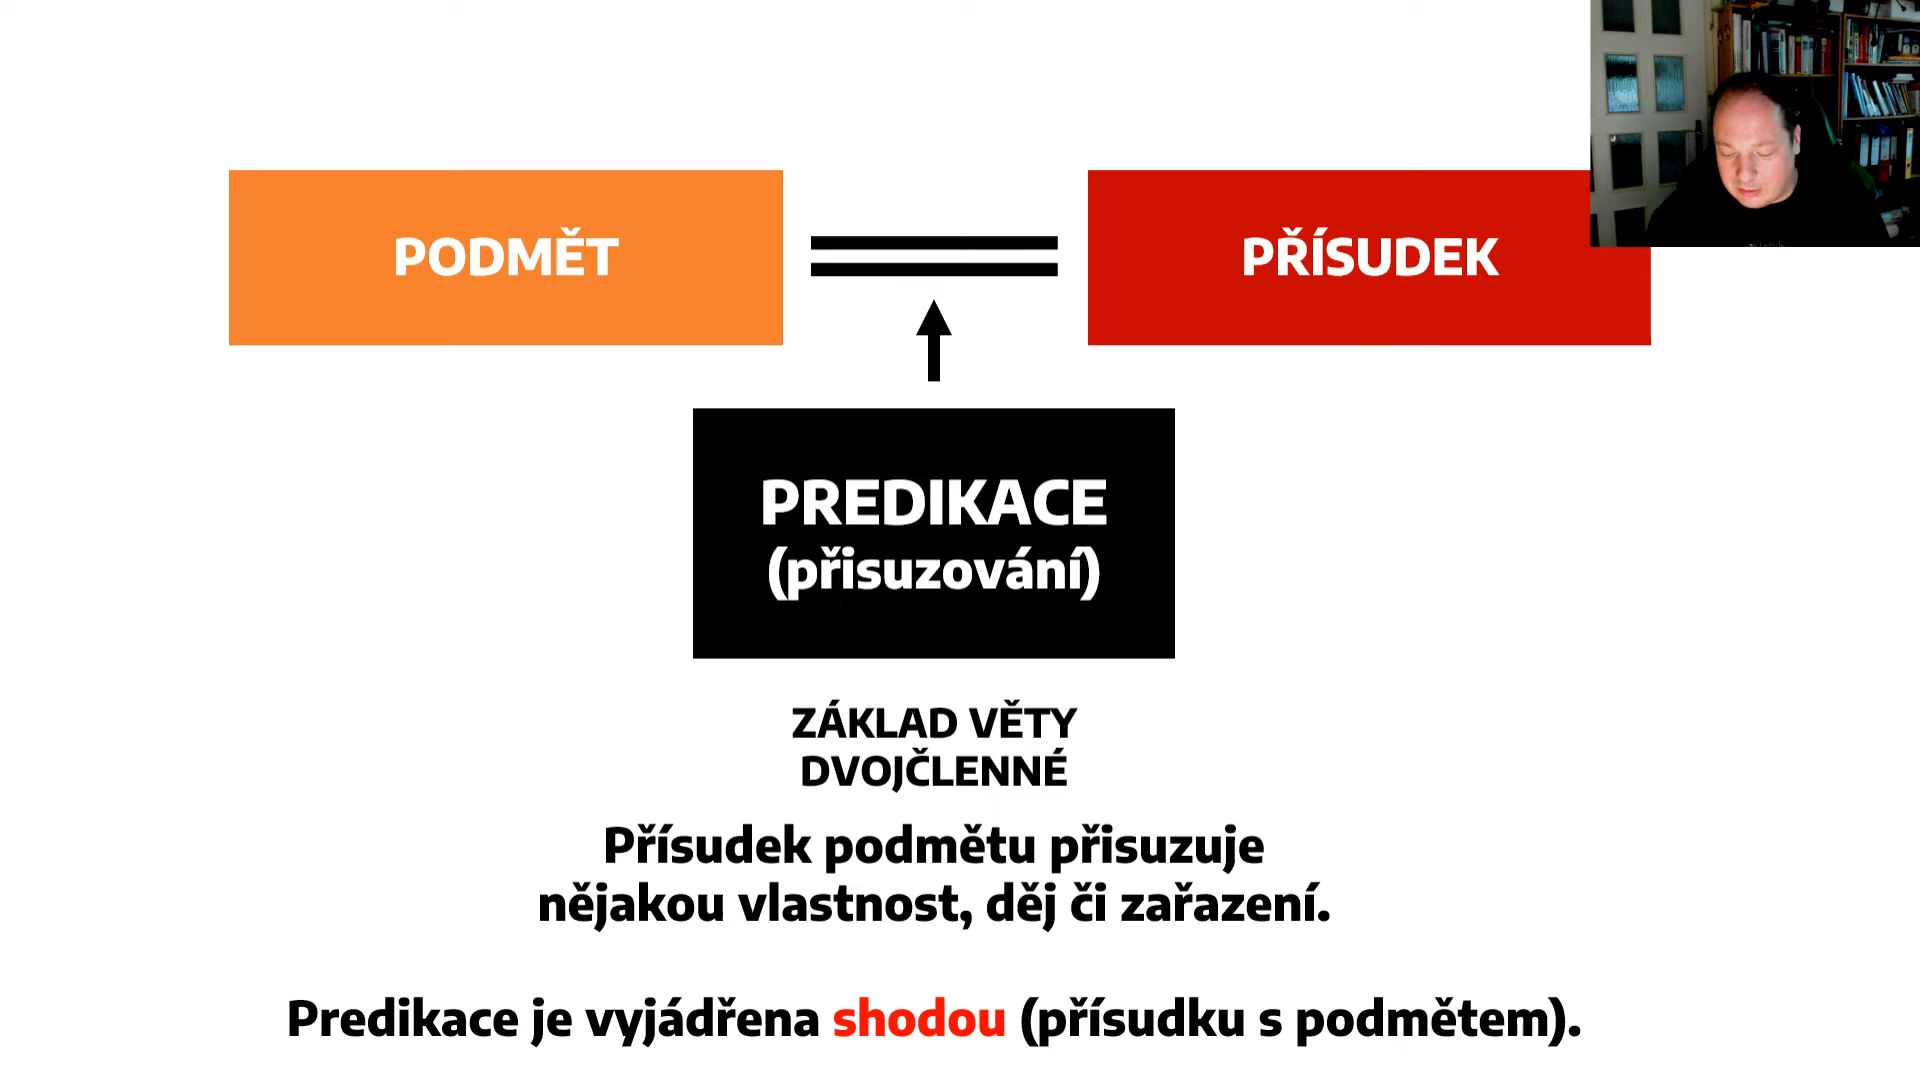 PODMĚT
PŘÍSUDEK
PREDIKACE
(přisuzování)
ZÁKLAD VĚTY
DVOJČLENNÉ
Přísudek podmětu přisuzuje
nějakou vlastnost, děj či zařazení.
Predikace je vyjádřena shodou (přísudku s podmětem).